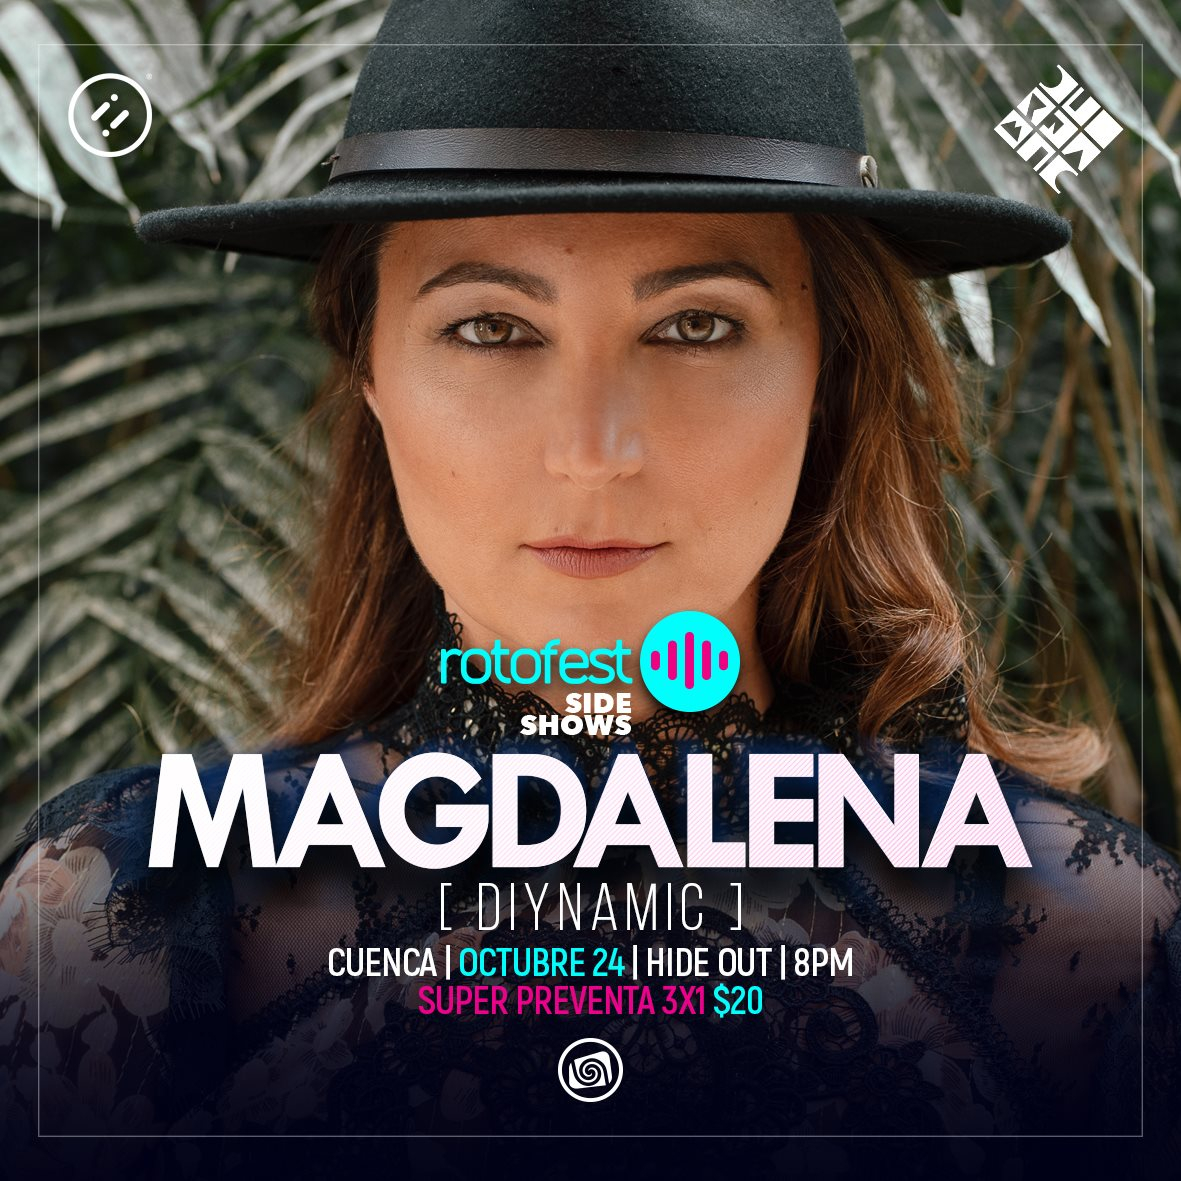 rotofest
SIDE
SHOWS
MAGDALENA
[ DIYNAMIC ]
CUENCA | OCTUBRE 24 | HIDE OUT | 8PM
SUPER PREVENTA 3X1 $20